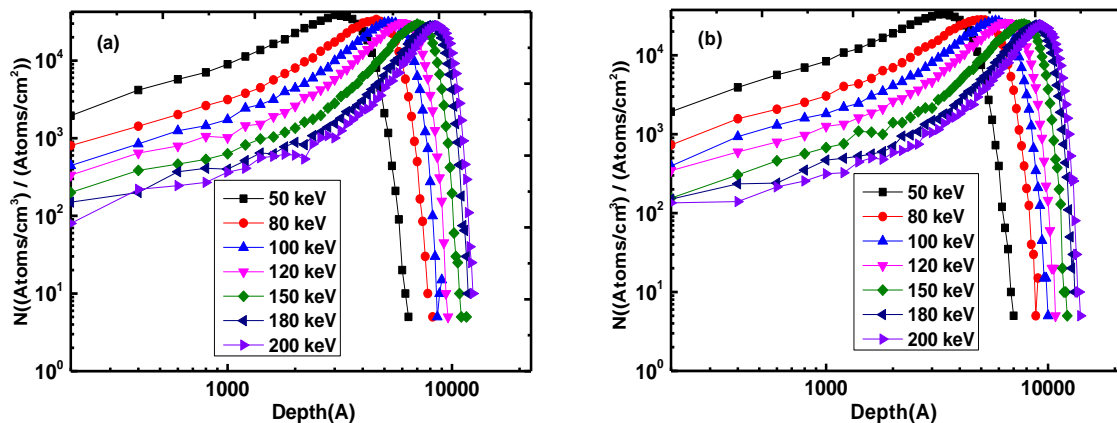 (a)
N((Atoms/cm³) / (Atoms/cm²))
10⁴
10³
10²
10¹
10⁰
50 keV
80 keV
100 keV
120 keV
150 keV
180 keV
200 keV
1000
10000
Depth(A)
(b)
N((Atoms/cm³) / (Atoms/cm²))
10⁴
10³
10²
10¹
10⁰
50 keV
80 keV
100 keV
120 keV
150 keV
180 keV
200 keV
1000
10000
Depth(A)